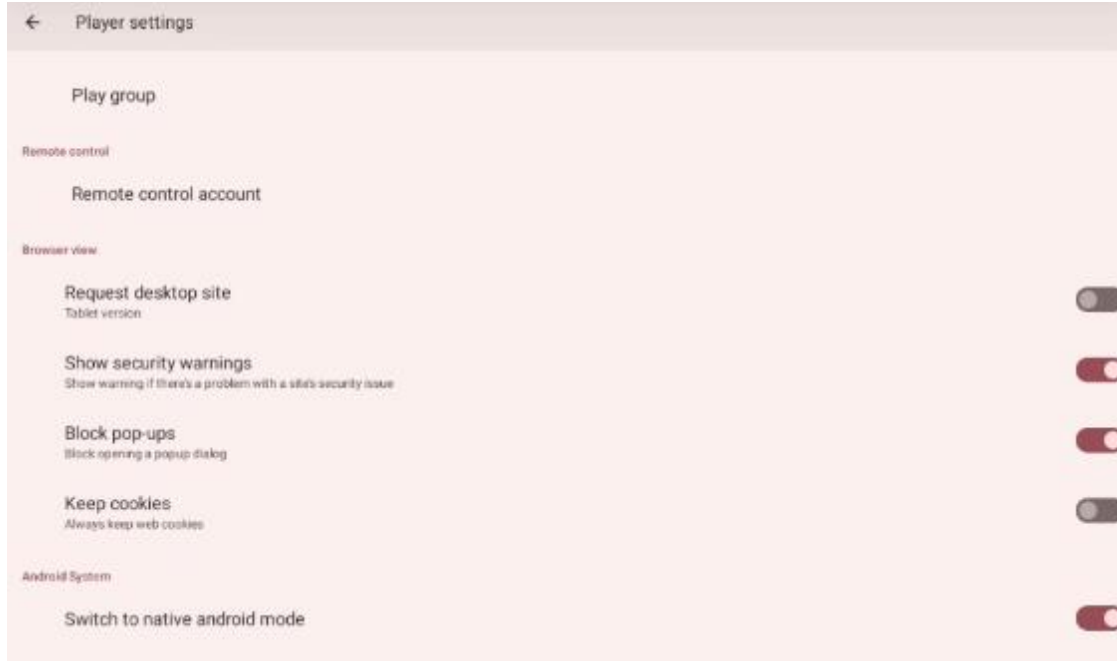 Player settings
Play group
Remote control
Remote control account
Browser view
Request desktop site
Tablet version
Show security warnings
Show warning if there's a problem with a site's security issue
Block pop-ups
Block opening a popup dialog
Keep cookies
Always keep web cookies
Android System
Switch to native android mode